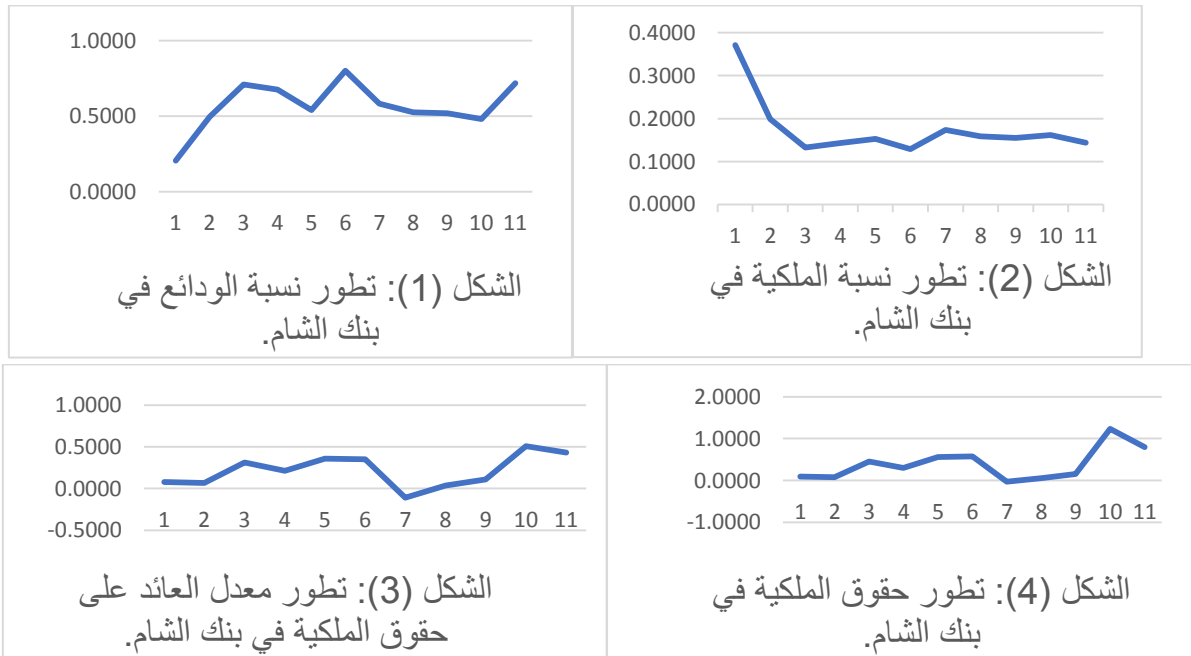 1.0000
0.5000
0.0000
1 2 3 4 5 6 7 8 9 10 11
الشكل (1): تطور نسبة الودائع في
بنك الشام.
0.4000
0.3000
0.2000
0.1000
0.0000
1 2 3 4 5 6 7 8 9 10 11
الشكل (2): تطور نسبة الملكية في
بنك الشام.
1.0000
0.5000
0.0000
-0.5000
1 2 3 4 5 6 7 8 9 10 11
الشكل (3): تطور معدل العائد على
حقوق الملكية في بنك الشام.
2.0000
1.0000
0.0000
-1.0000
1 2 3 4 5 6 7 8 9 10 11
الشكل (4): تطور حقوق الملكية في
بنك الشام.